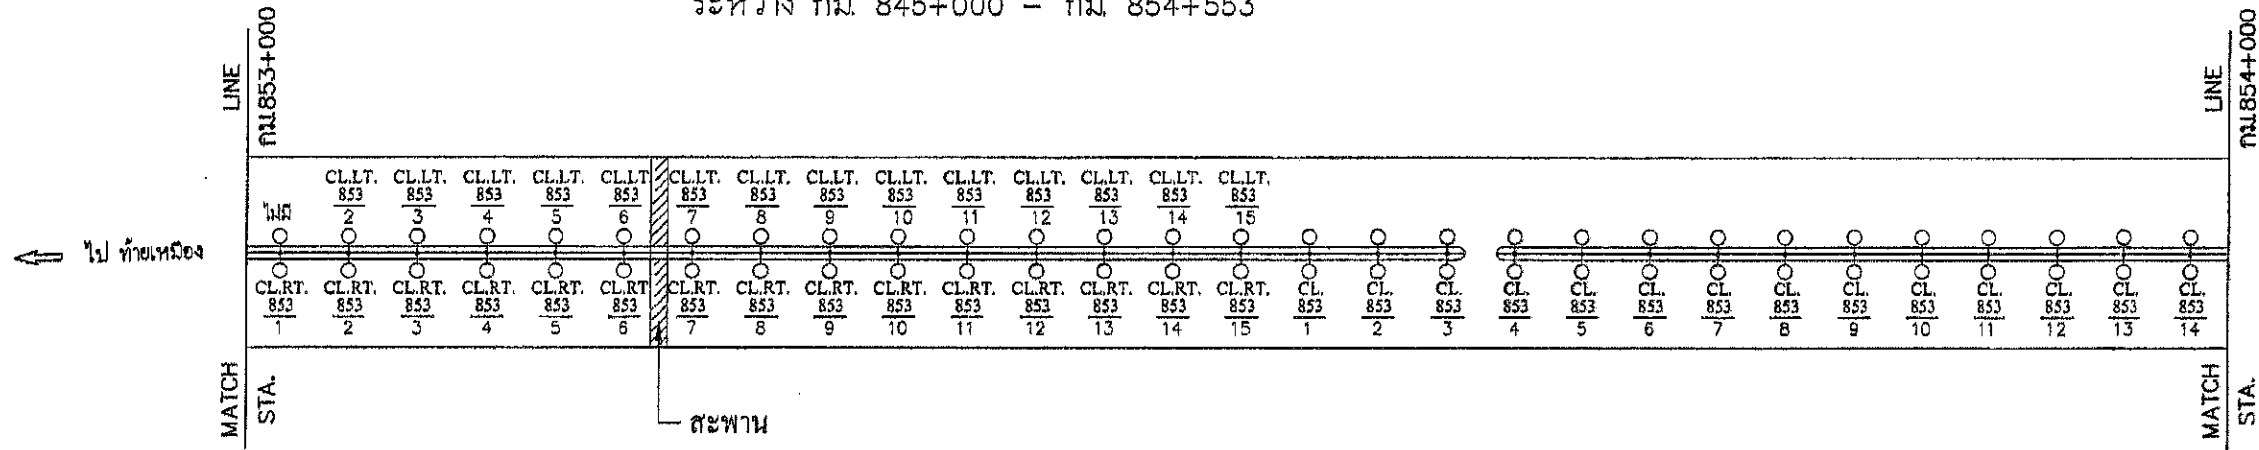 ระหว่าง กม. 845+000 - กม. 854+553
LINE
กม.853+000
LINE
กม.854+000
CL.LT. CL.LT. CL.LT. CL.LT. CL.LT CL.LT. CL.LT. CL.LT. CL.LT. CL.LT. CL.LT. CL.LT. CL.LT. CL.LT.
853 853 853 853 853 853 853 853 853 853 853 853 853 853
ไม่มี 2 3 4 5 6 7 8 9 10 11 12 13 14 15
ไป ท้ายเหมือง
CL.RT. CL.RT. CL.RT. CL.RT. CL.RT. CL.RT CL.RT. CL.RT. CL.RT. CL.RT. CL.RT. CL.RT. CL.RT. CL.RT. CL.RT. CL. CL. CL. CL. CL. CL. CL. CL. CL. CL. CL. CL. CL. CL.
853 853 853 853 853 853 853 853 853 853 853 853 853 853 853 853 853 853 853 853 853 853 853 853 853 853 853 853 853
1 2 3 4 5 6 7 8 9 10 11 12 13 14 15 1 2 3 4 5 6 7 8 9 10 11 12 13 14
MATCH
STA.
สะพาน
MATCH
STA.